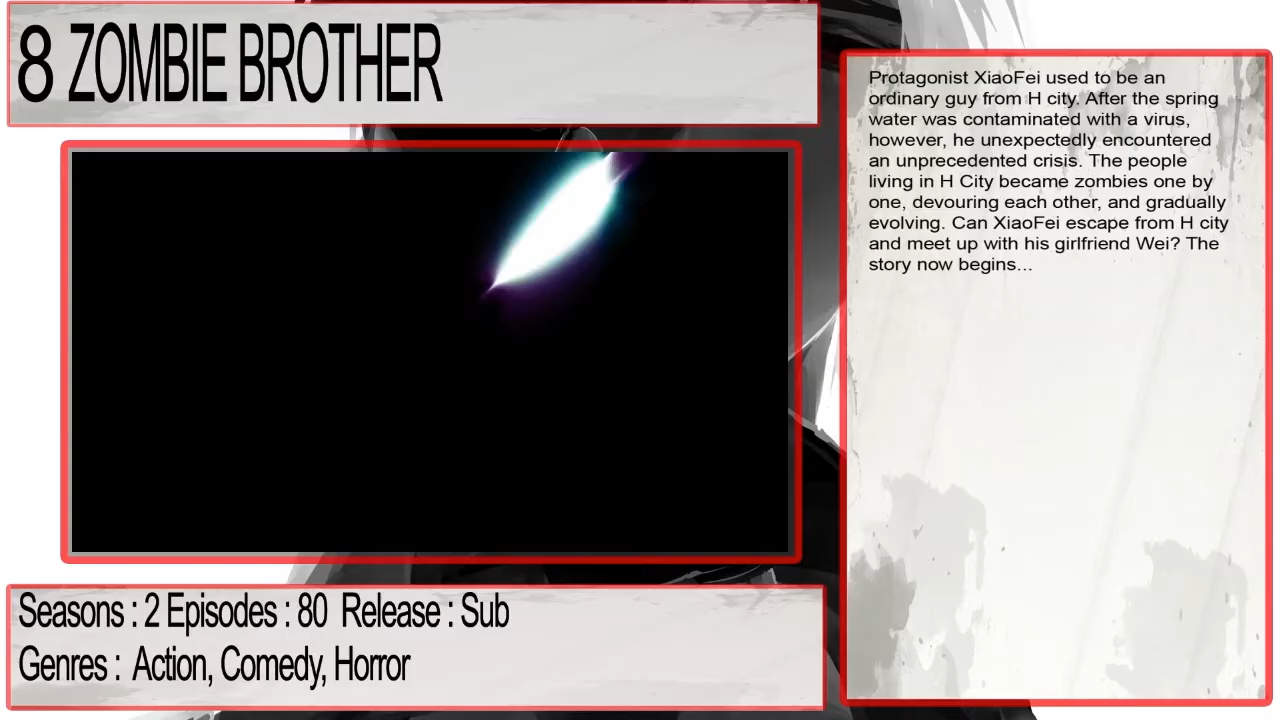 8 ZOMBIE BROTHER
Protagonist XiaoFei used to be an
ordinary guy from H city. After the spring
water was contaminated with a virus,
however, he unexpectedly encountered
an unprecedented crisis. The people
living in H City became zombies one by
one, devouring each other, and gradually
evolving. Can XiaoFei escape from H city
and meet up with his girlfriend Wei? The
story now begins...
Seasons : 2 Episodes : 80 Release : Sub
Genres : Action, Comedy, Horror